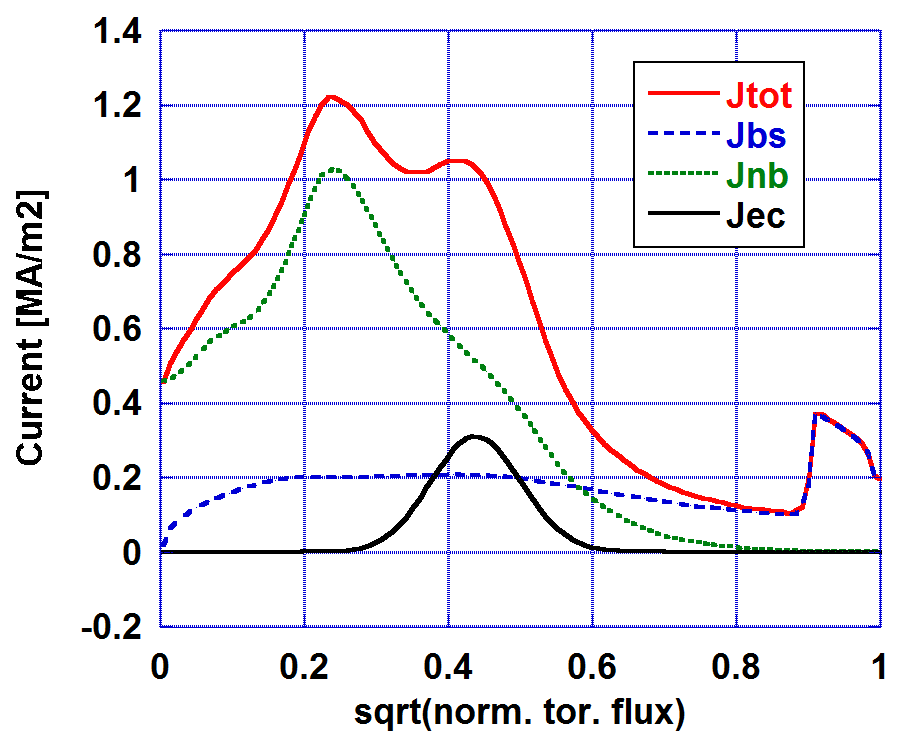 1.4
1.2
1
0.8
0.6
0.4
0.2
0
-0.2
Current [MA/m2]
Jtot
Jbs
Jnb
Jec
0 0.2 0.4 0.6 0.8 1
sqrt(norm. tor. flux)